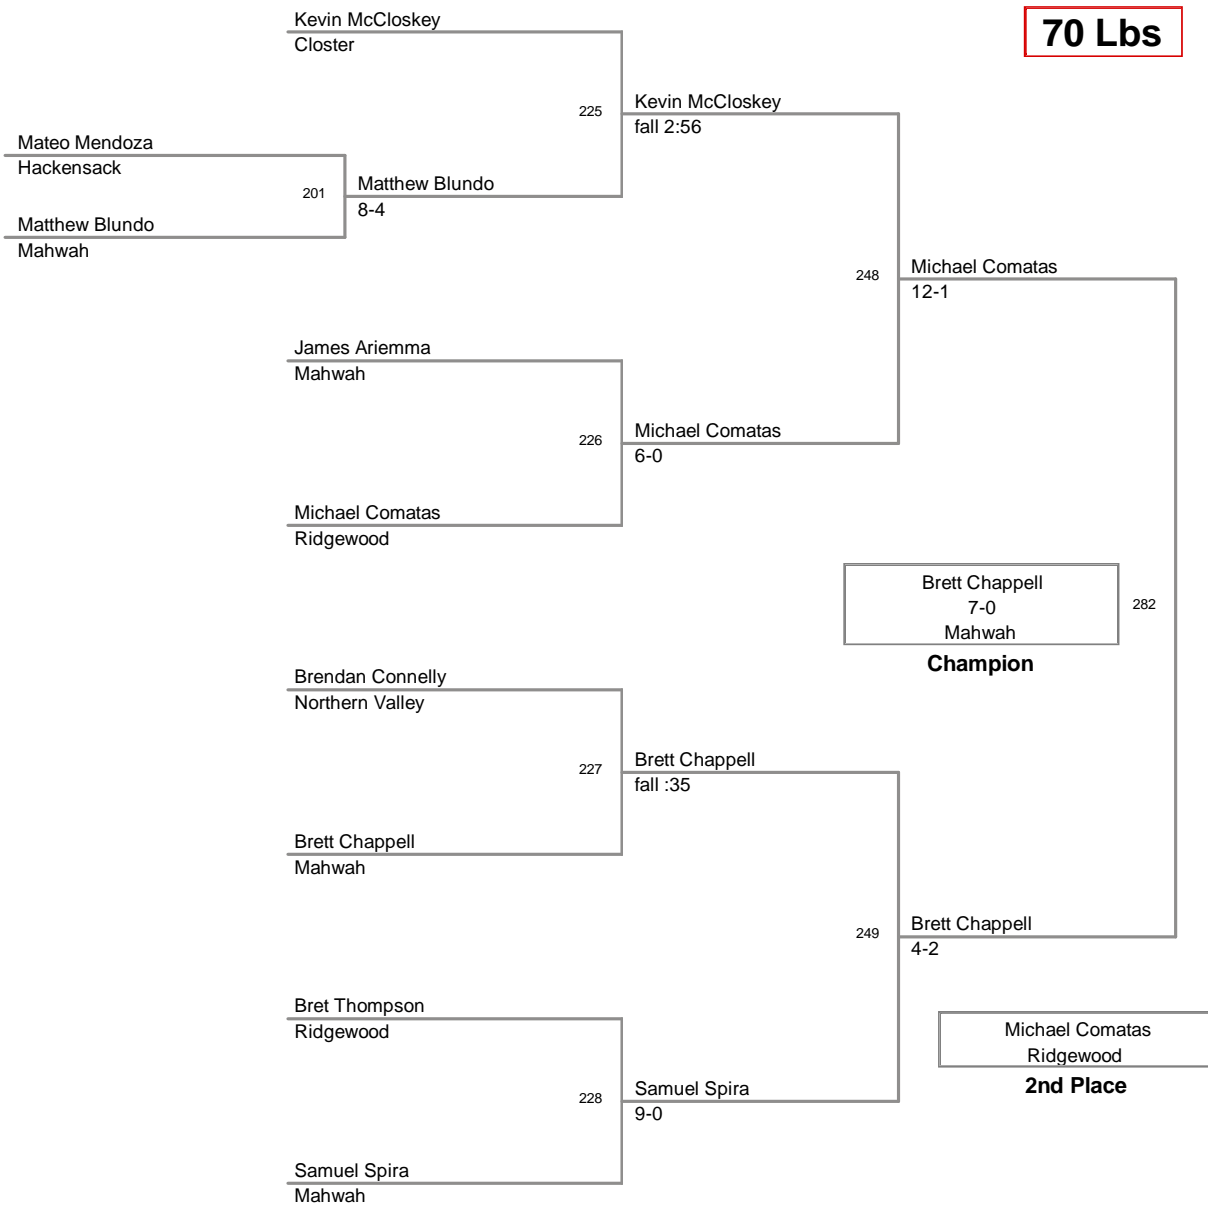 Kevin McCloskey
Closter
70 Lbs
225
Kevin McCloskey
fall 2:56
Mateo Mendoza
Hackensack
201
Matthew Blundo
8-4
Matthew Blundo
Mahwah
248
Michael Comatas
12-1
James Ariemma
Mahwah
226
Michael Comatas
6-0
Michael Comatas
Ridgewood
Brett Chappell
7-0
Mahwah
282
Champion
Brendan Connelly
Northern Valley
227
Brett Chappell
fall :35
Brett Chappell
Mahwah
249
Brett Chappell
4-2
Bret Thompson
Ridgewood
Michael Comatas
Ridgewood
2nd Place
228
Samuel Spira
9-0
Samuel Spira
Mahwah